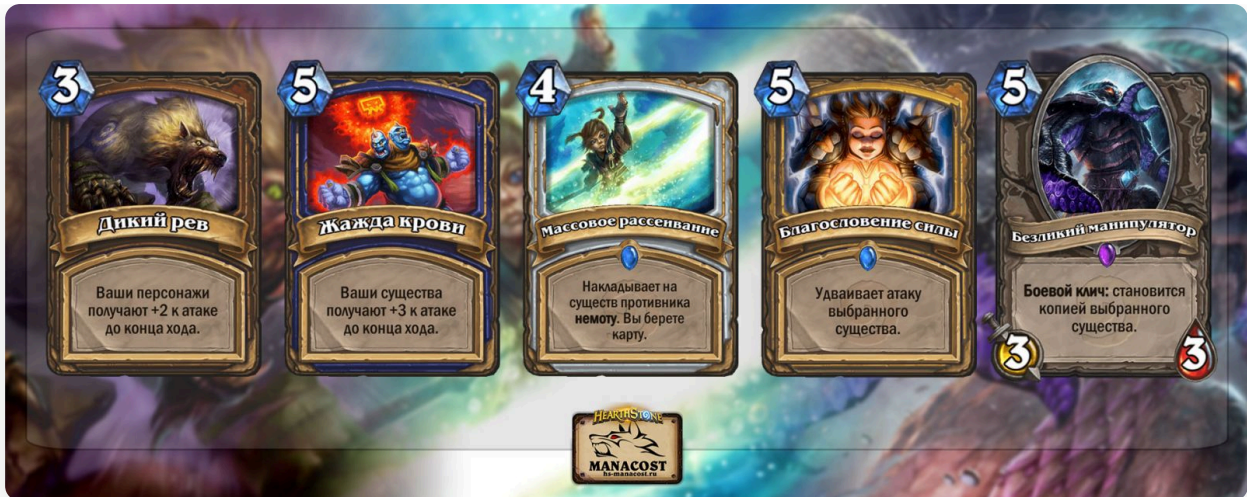 3
Дикий рев
Ваши персонажи
получают +2 к атаке
до конца хода.
5
Жажда крови
Ваши существа
получают +3 к атаке
до конца хода.
4
Массовое рассеивание
Накладывает на
существ противника
немоту. Вы берете
карту.
5
Благословение силы
Удваивает атаку
выбранного
существа.
5
Безликий манипулятор
Боевой клич: становится
копией выбранного
существа.
3
3
HEARTHSTONE
MANACOST
hs-manacost.ru